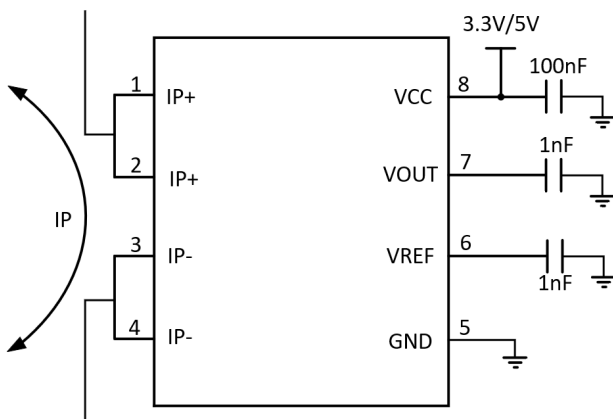 3.3V/5V
1 IP+ VCC 8 100nF
2 IP+ VOUT 7 1nF
IP
3 IP- VREF 6 1nF
4 IP- GND 5